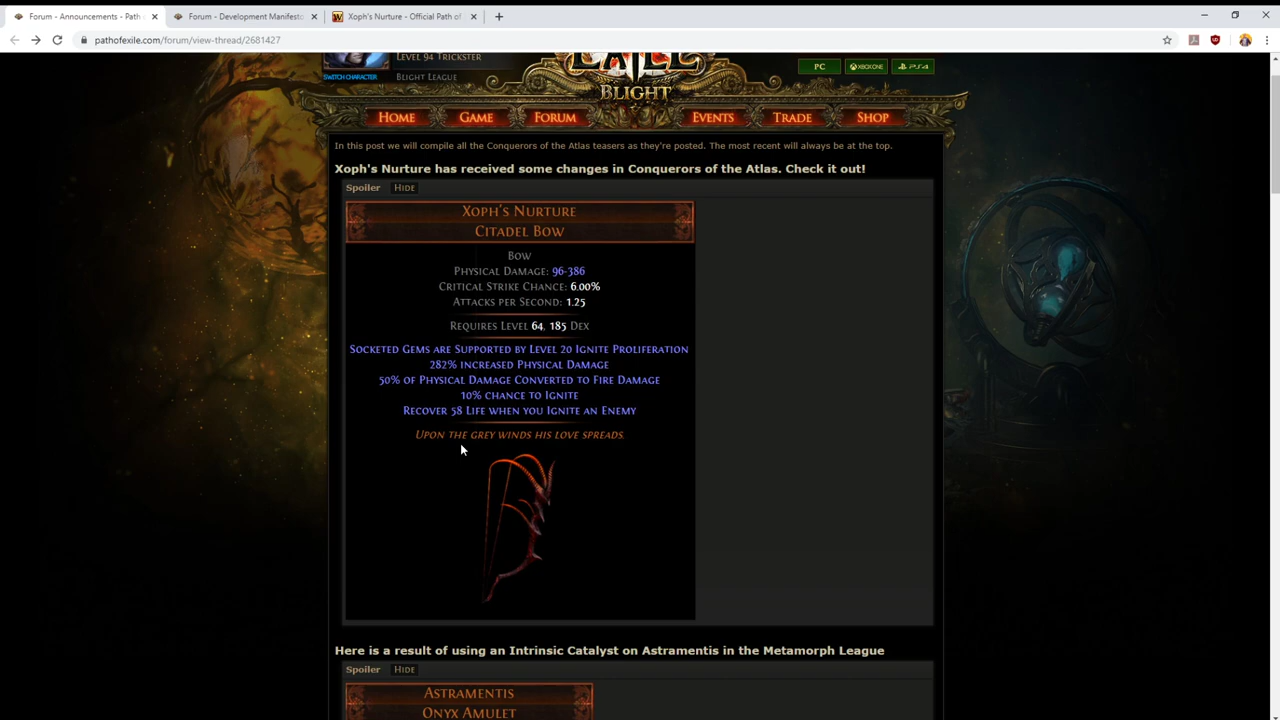 Forum - Announcements - Path
Forum - Development Manifesto
Xoph's Nurture - Official Path of
pathofexile.com/forum/view-thread/2681427
LEVEL 94 TRICKSTER
SWITCH CHARACTER
BLIGHT LEAGUE
BLIGHT
PC
XBOX ONE
PS4
HOME GAME FORUM EVENTS TRADE SHOP
In this post we will compile all the Conquerors of the Atlas teasers as they're posted. The most recent will always be at the top.
Xoph's Nurture has received some changes in Conquerors of the Atlas. Check it out!
Spoiler HIDE
XOPH'S NURTURE
CITADEL BOW
BOW
PHYSICAL DAMAGE: 96-386
CRITICAL STRIKE CHANCE: 6.00%
ATTACKS PER SECOND: 1.25
REQUIRES LEVEL 64, 185 DEX
SOCKETED GEMS ARE SUPPORTED BY LEVEL 20 IGNITE PROLIFERATION
282% INCREASED PHYSICAL DAMAGE
50% OF PHYSICAL DAMAGE CONVERTED TO FIRE DAMAGE
10% CHANCE TO IGNITE
RECOVER 58 LIFE WHEN YOU IGNITE AN ENEMY
UPON THE GREY WINDS HIS LOVE SPREADS.
Here is a result of using an Intrinsic Catalyst on Astramentis in the Metamorph League
Spoiler HIDE
ASTRAMENTIS
ONYX AMULET